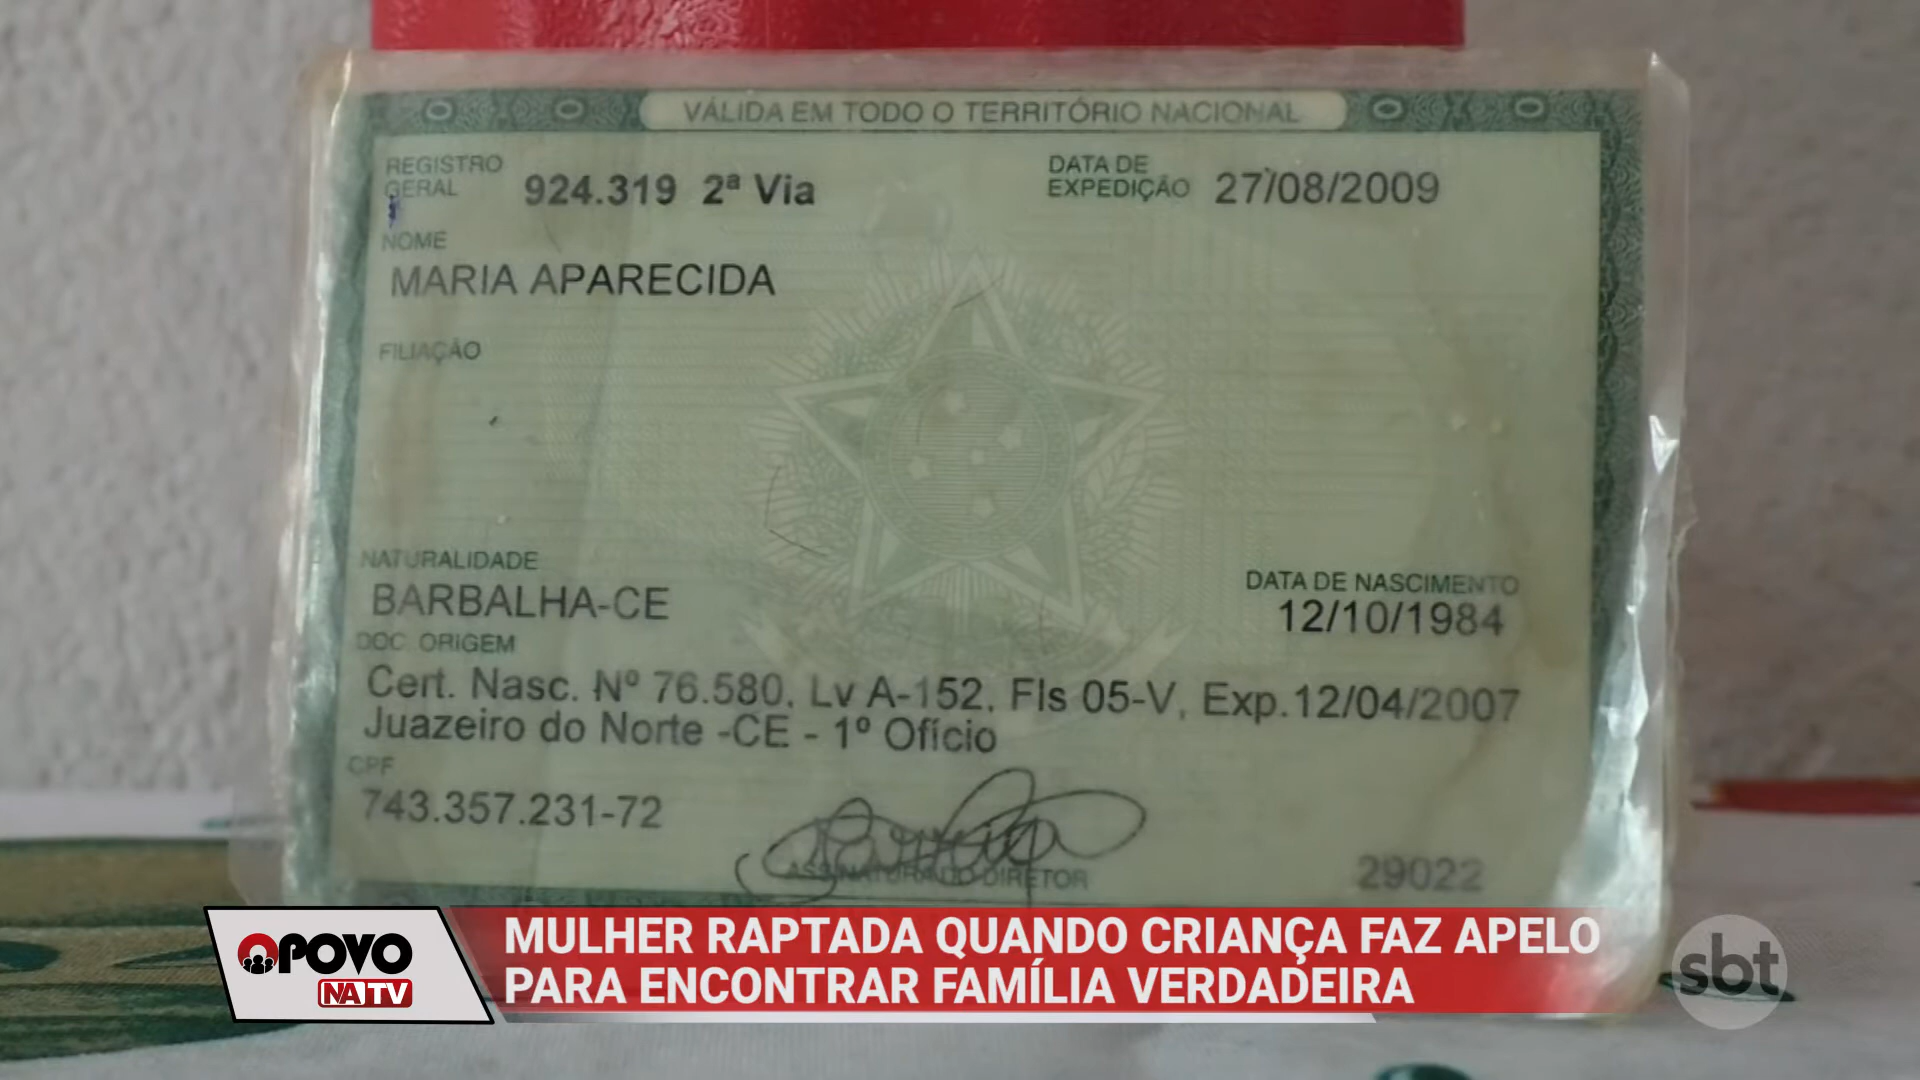 VÁLIDA EM TODO O TERRITÓRIO NACIONAL
REGISTRO GERAL 924.319 2ª Via
DATA DE EXPEDIÇÃO 27/08/2009
NOME
MARIA APARECIDA
FILIAÇÃO
NATURALIDADE
BARBALHA-CE
DATA DE NASCIMENTO
12/10/1984
DOC. ORIGEM
Cert. Nasc. Nº 76.580, Lv A-152, Fls 05-V, Exp.12/04/2007
Juazeiro do Norte -CE - 1º Ofício
CPF
743.357.231-72
ASSINATURA DO DIRETOR
29022
O POVO
NA TV
MULHER RAPTADA QUANDO CRIANÇA FAZ APELO
PARA ENCONTRAR FAMÍLIA VERDADEIRA
sbt